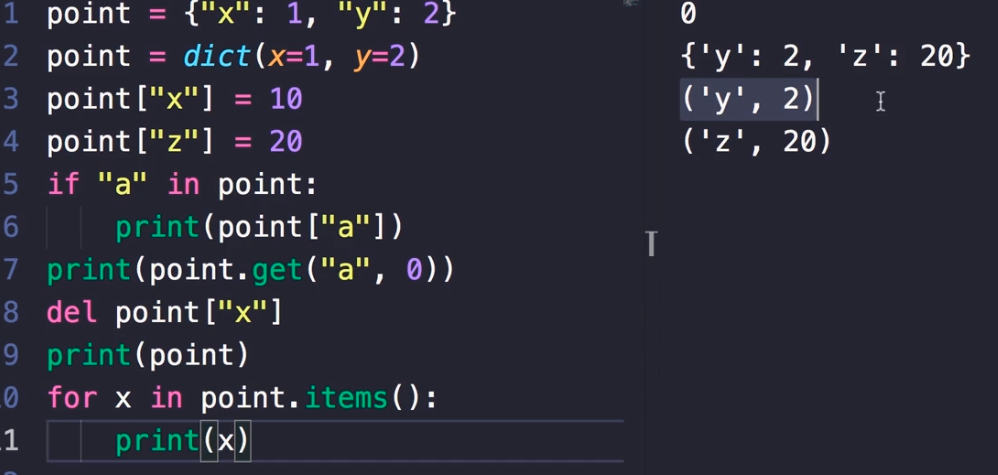 1 point = {"x": 1, "y": 2}
2 point = dict(x=1, y=2)
3 point["x"] = 10
4 point["z"] = 20
5 if "a" in point:
6 print(point["a"])
7 print(point.get("a", 0))
8 del point["x"]
9 print(point)
0 for x in point.items():
1 print(x)
0
{'y': 2, 'z': 20}
('y', 2)
('z', 20)